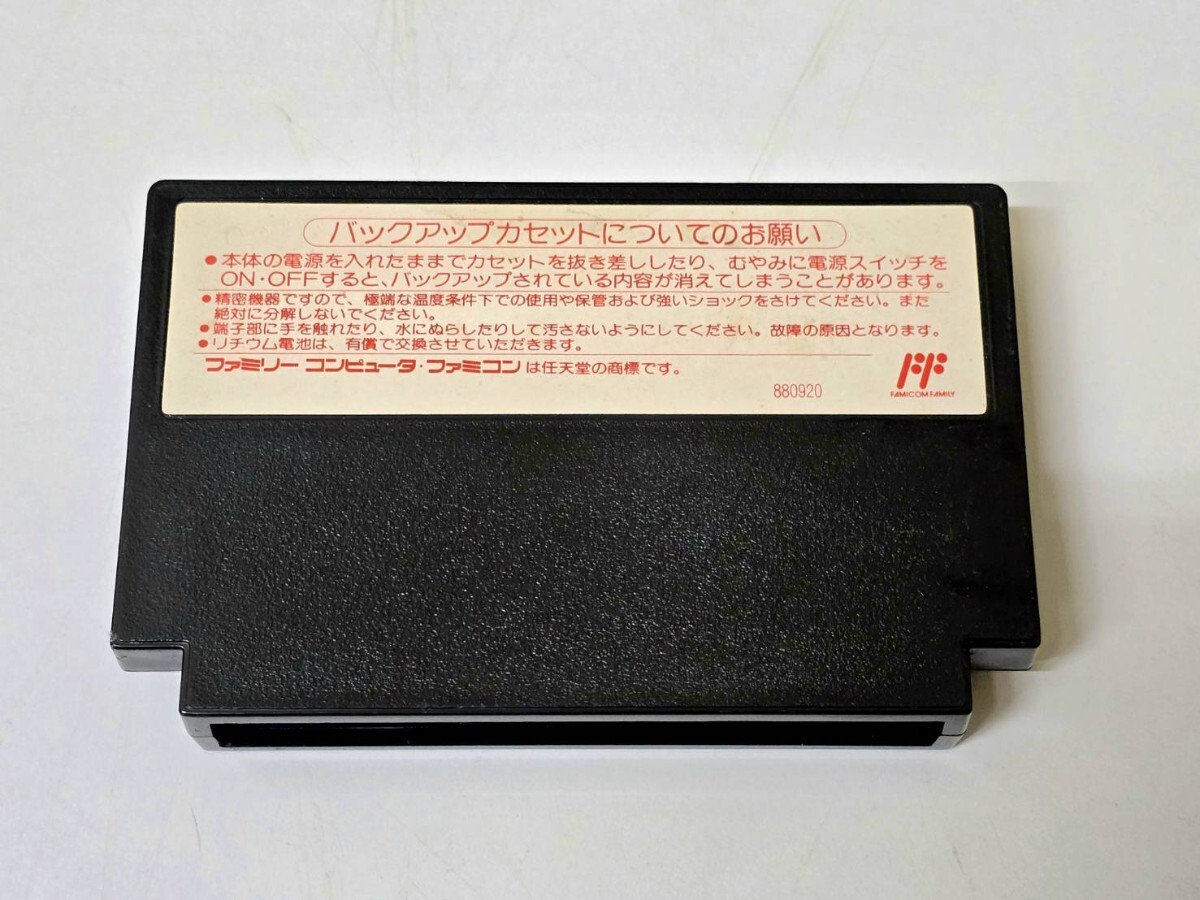 バックアップカセットについてのお願い
●本体の電源を入れたままでカセットを抜き差ししたり、むやみに電源スイッチを
ON・OFFすると、バックアップされている内容が消えてしまうことがあります。
●精密機器ですので、極端な温度条件下での使用や保管および強いショックをさけてください。また
絶対に分解しないでください。
●端子部に手を触れたり、水にぬらしたりして汚さないようにしてください。故障の原因となります。
●リチウム電池は、有償で交換させていただきます。
ファミリー コンピュータ・ファミコンは任天堂の商標です。
880920
FF
FAMICOM FAMILY